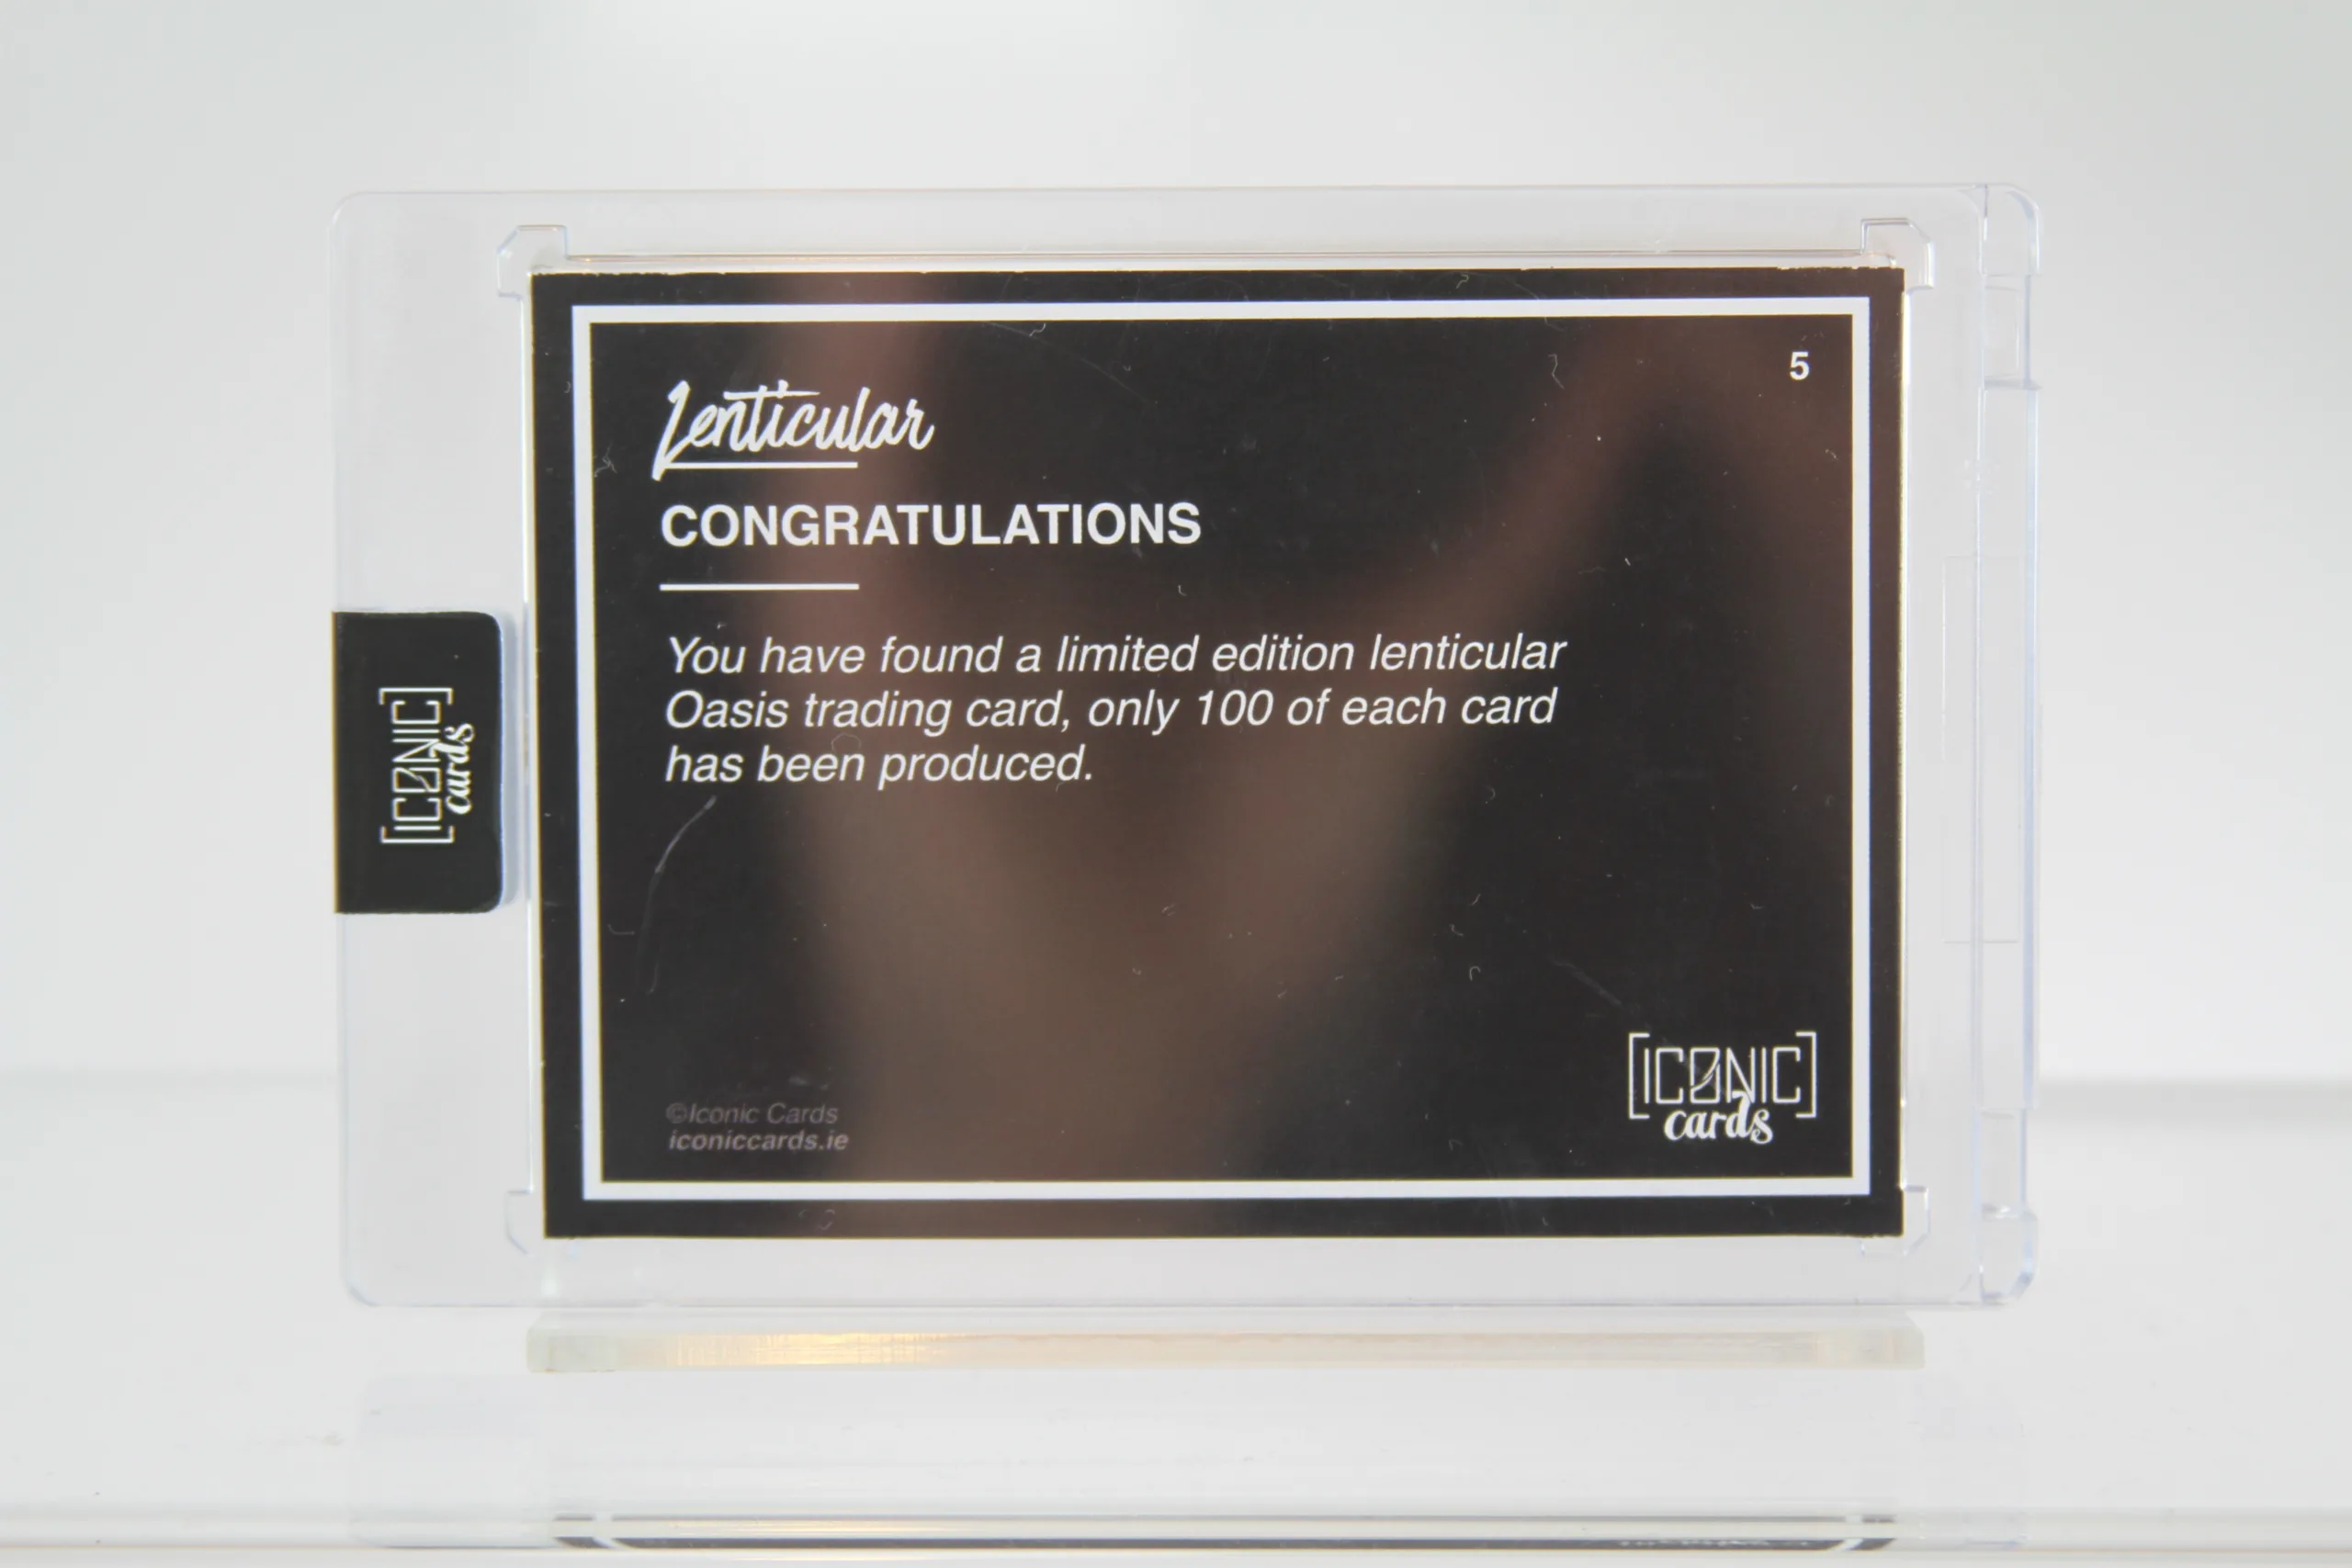 5
Lenticular
CONGRATULATIONS
You have found a limited edition lenticular
Oasis trading card, only 100 of each card
has been produced.
©Iconic Cards
iconiccards.ie
[ICONIC]
cards
[ICONIC]
cards